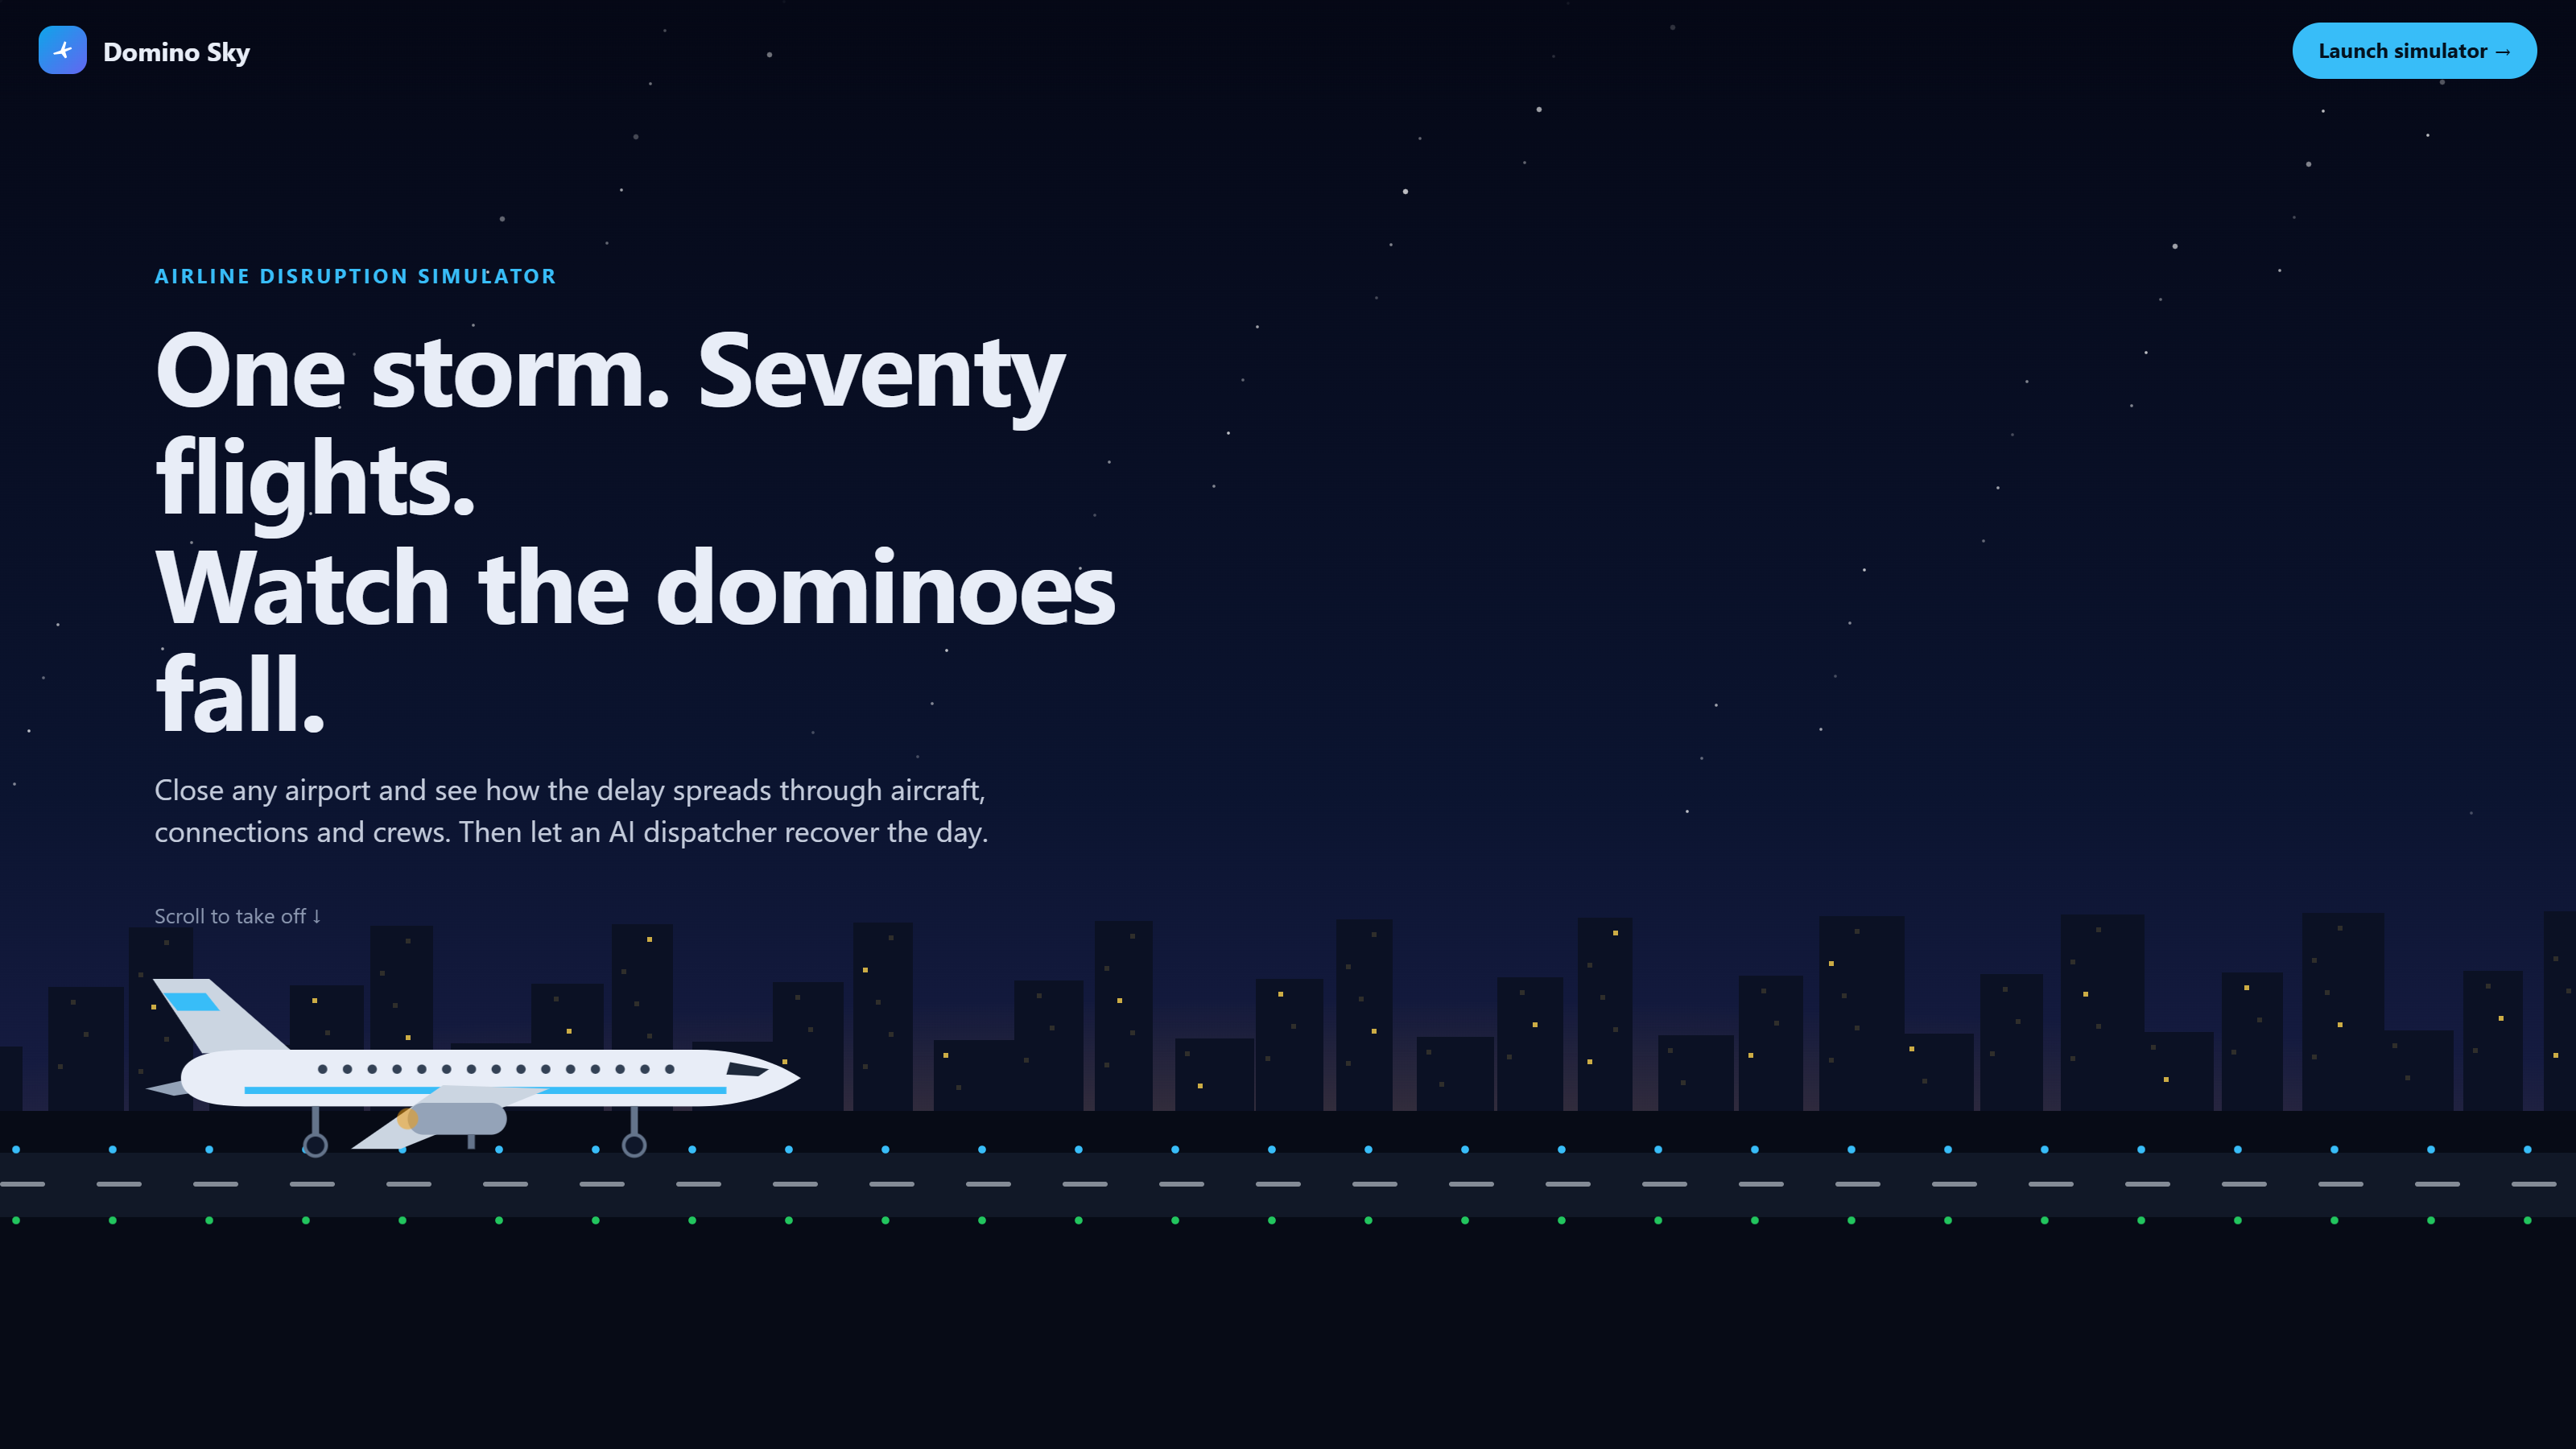 Domino Sky
Launch simulator →
AIRLINE DISRUPTION SIMULATOR
One storm. Seventy
flights.
Watch the dominoes
fall.
Close any airport and see how the delay spreads through aircraft,
connections and crews. Then let an AI dispatcher recover the day.
Scroll to take off ↓